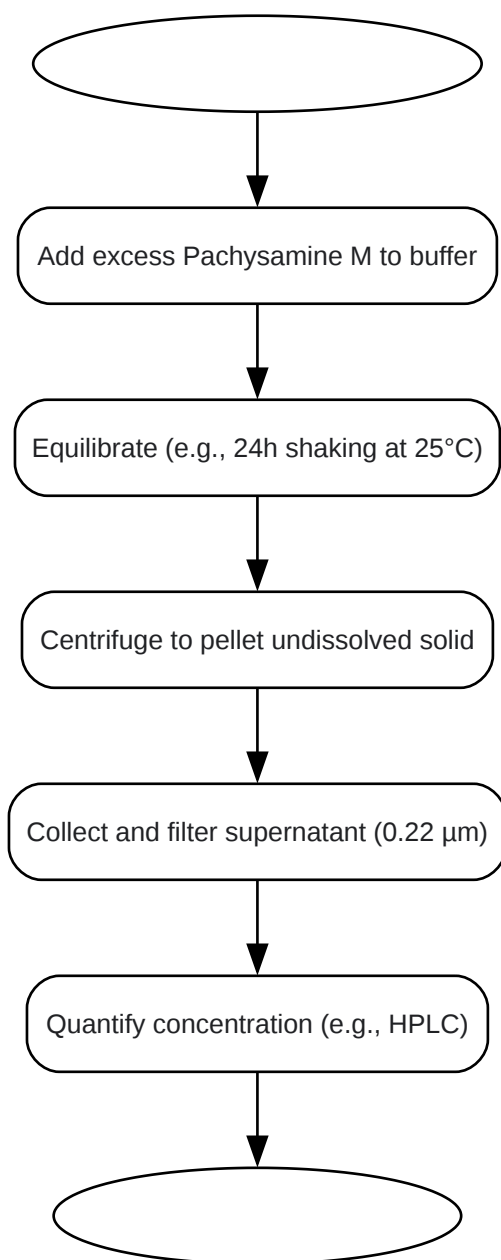 Add excess Pachysamine M to buffer
Equilibrate (e.g., 24h shaking at 25°C)
Centrifuge to pellet undissolved solid
Collect and filter supernatant (0.22 µm)
Quantify concentration (e.g., HPLC)